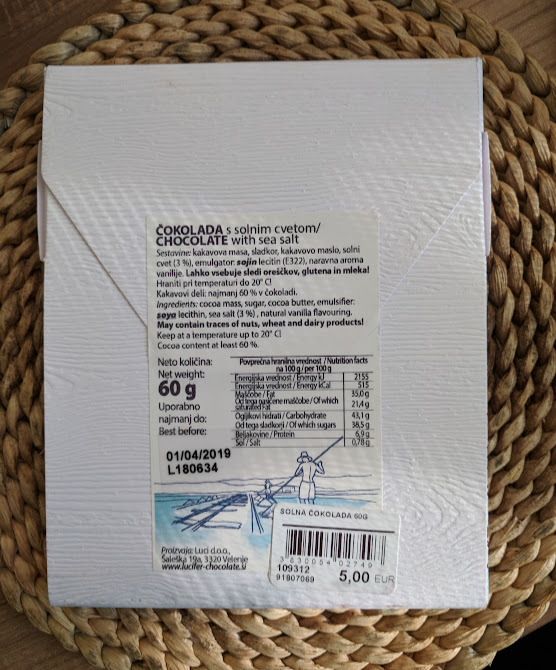 ČOKOLADA s solnim cvetom/
CHOCOLATE with sea salt
Sestavine: kakavova masa, sladkor, kakavovo maslo, solni
cvet (3 %), emulgator: sojin lecitin (E322), naravna aroma
vanilije. Lahko vsebuje sledi oreškov, glutena in mleka!
Hraniti pri temperaturi do 20° C!
Kakavovi deli: najmanj 60 % v čokoladi.
Ingredients: cocoa mass, sugar, cocoa butter, emulsifier:
soya lecithin, sea salt (3 %) , natural vanilla flavouring.
May contain traces of nuts, wheat and dairy products!
Keep at a temperature up to 20° C!
Cocoa content at least 60 %.
Neto količina:
Net weight:
60 g
Uporabno
najmanj do:
Best before:
01/04/2019
L180634
Povprečna hranilna vrednost / Nutrition facts
na 100 g / per 100 g
Energijska vrednost / Energy kJ 2155
Energijska vrednost / Energy kCal 515
Maščobe / Fat 35,0 g
Od tega nasičene maščobe / Of which
saturated Fat 21,4 g
Ogljikovi hidrati / Carbohydrate 43,1 g
Od tega sladkorji / Of which sugars 38,5 g
Beljakovine / Protein 6,9 g
Sol / Salt 0,78 g
Proizvaja: Luci d.o.o.,
Šaleška 19a, 3320 Velenje
www.lucifer-chocolate.si
SOLNA ČOKOLADA 60G
3 830054 02749
109312
91807069
5,00 EUR